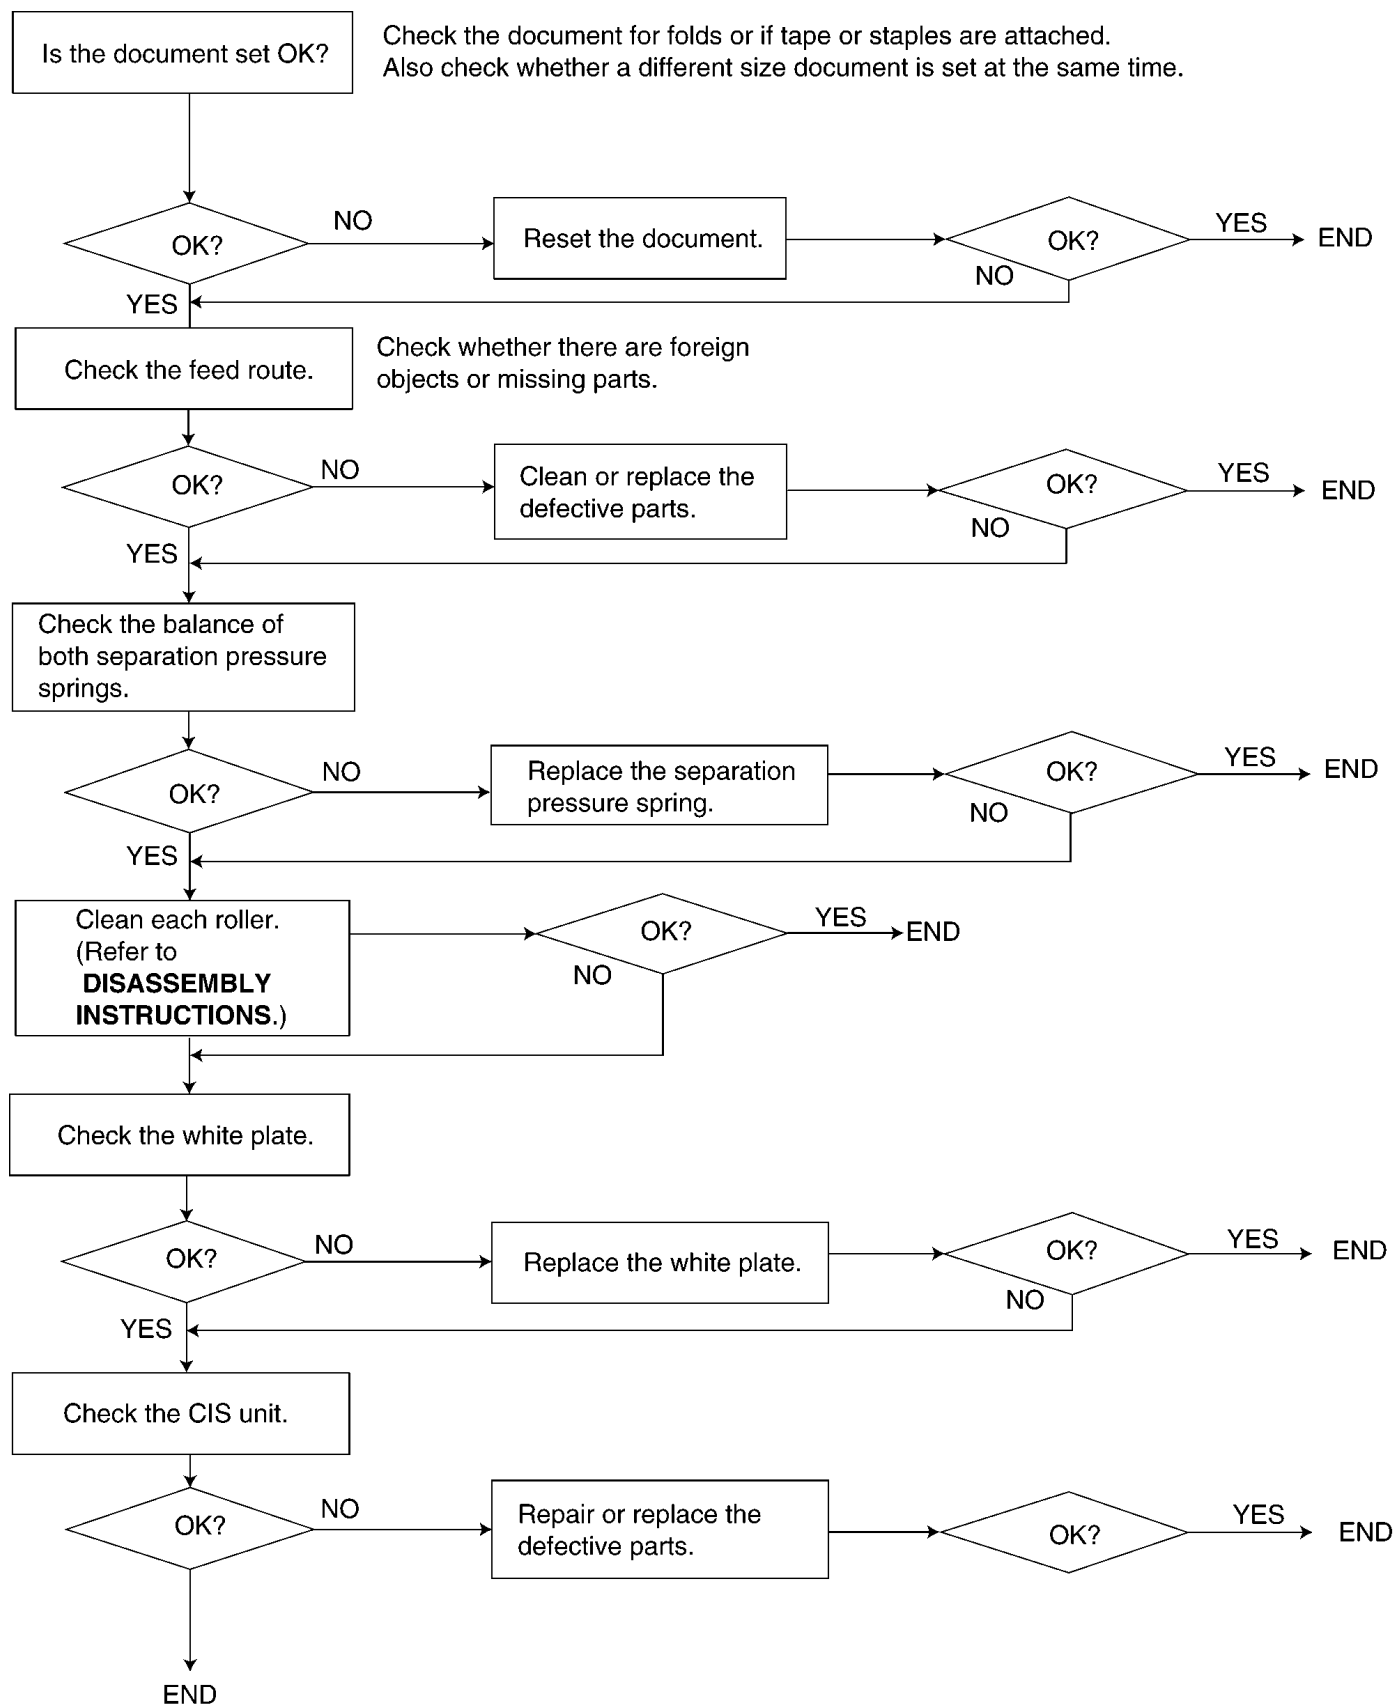 Is the document set OK?
Check the document for folds or if tape or staples are attached.
Also check whether a different size document is set at the same time.
OK?
NO
Reset the document.
OK?
YES
END
NO
YES
Check the feed route.
Check whether there are foreign
objects or missing parts.
OK?
NO
Clean or replace the
defective parts.
OK?
YES
END
NO
YES
Check the balance of
both separation pressure
springs.
OK?
NO
Replace the separation
pressure spring.
OK?
YES
END
NO
YES
Clean each roller.
(Refer to
DISASSEMBLY
INSTRUCTIONS.)
OK?
YES
END
NO
Check the white plate.
OK?
NO
Replace the white plate.
OK?
YES
END
NO
YES
Check the CIS unit.
OK?
NO
Repair or replace the
defective parts.
OK?
YES
END
END